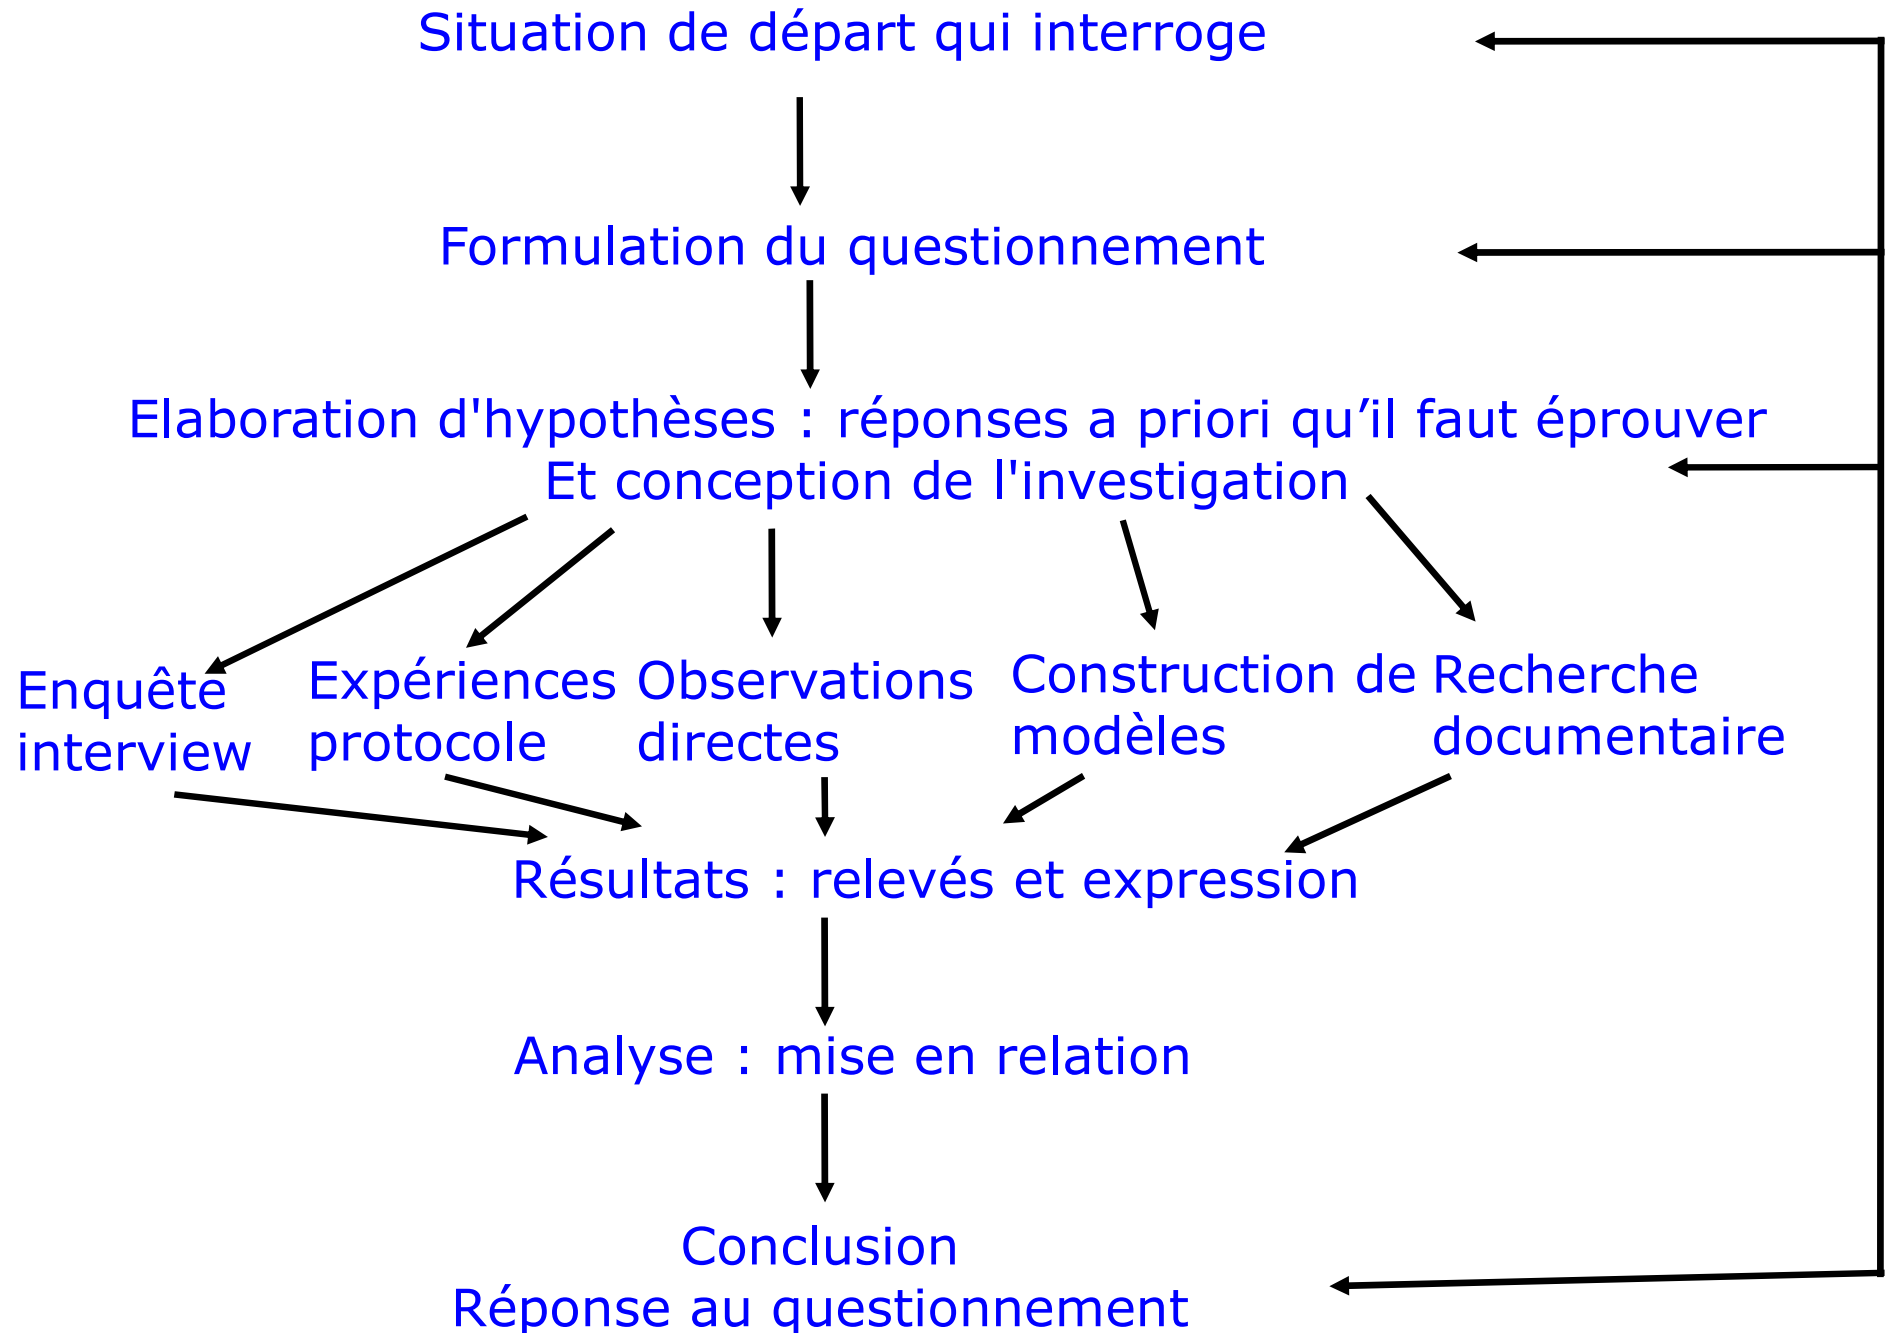 Situation de départ qui interroge
Formulation du questionnement
Elaboration d'hypothèses : réponses a priori qu’il faut éprouver
Et conception de l'investigation
Enquête
interview
Expériences
protocole
Observations
directes
Construction de
modèles
Recherche
documentaire
Résultats : relevés et expression
Analyse : mise en relation
Conclusion
Réponse au questionnement